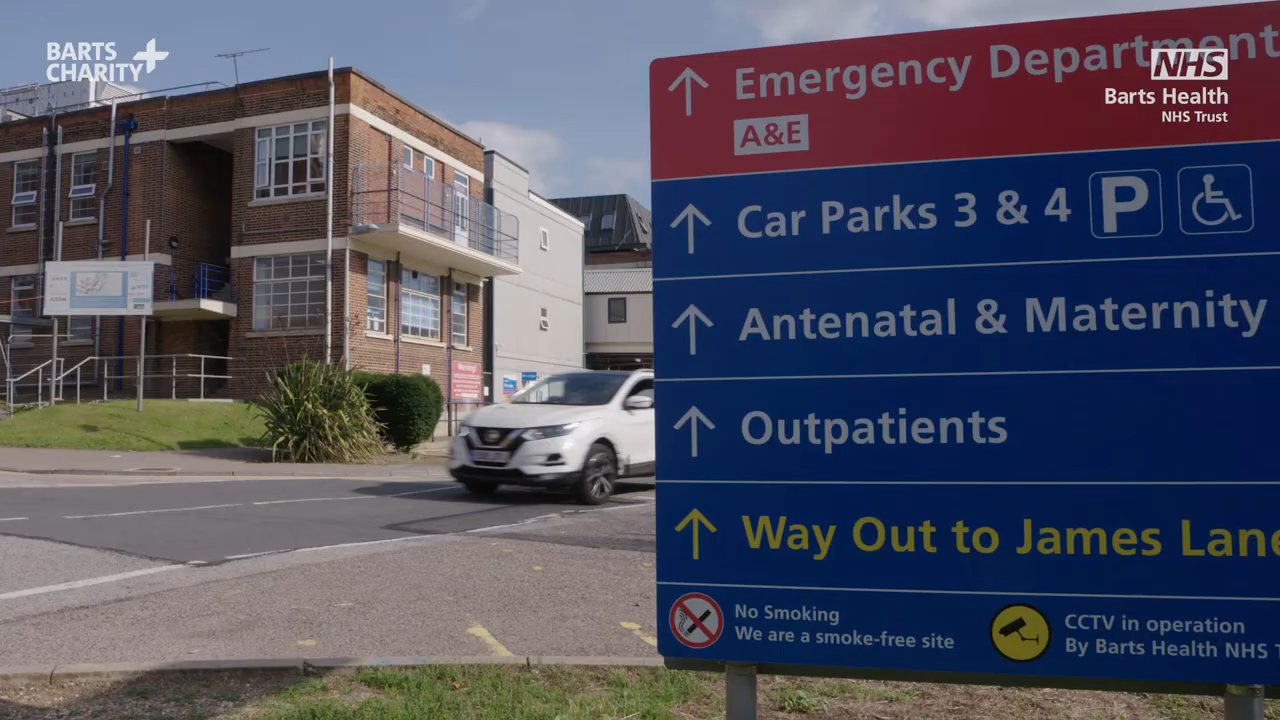 BARTS
CHARITY
Emergency Department
A&E
NHS
Barts Health
NHS Trust
Car Parks 3 & 4 P
Antenatal & Maternity
Outpatients
Way Out to James Lane
No Smoking
We are a smoke-free site
CCTV in operation
By Barts Health NHS T